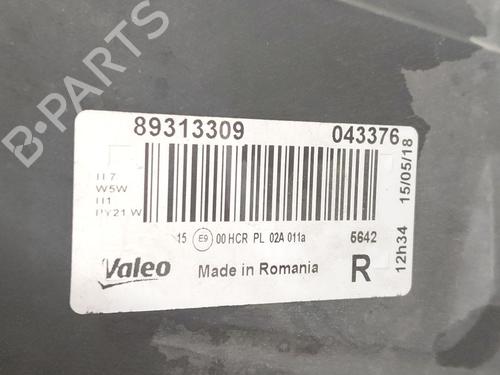 B-PARTS
89313309 043376
H7
W5W
H1
PY21W
15 E9 00 HCR PL 02A 011a 5642
Valeo Made in Romania R
12h34 15/05/18